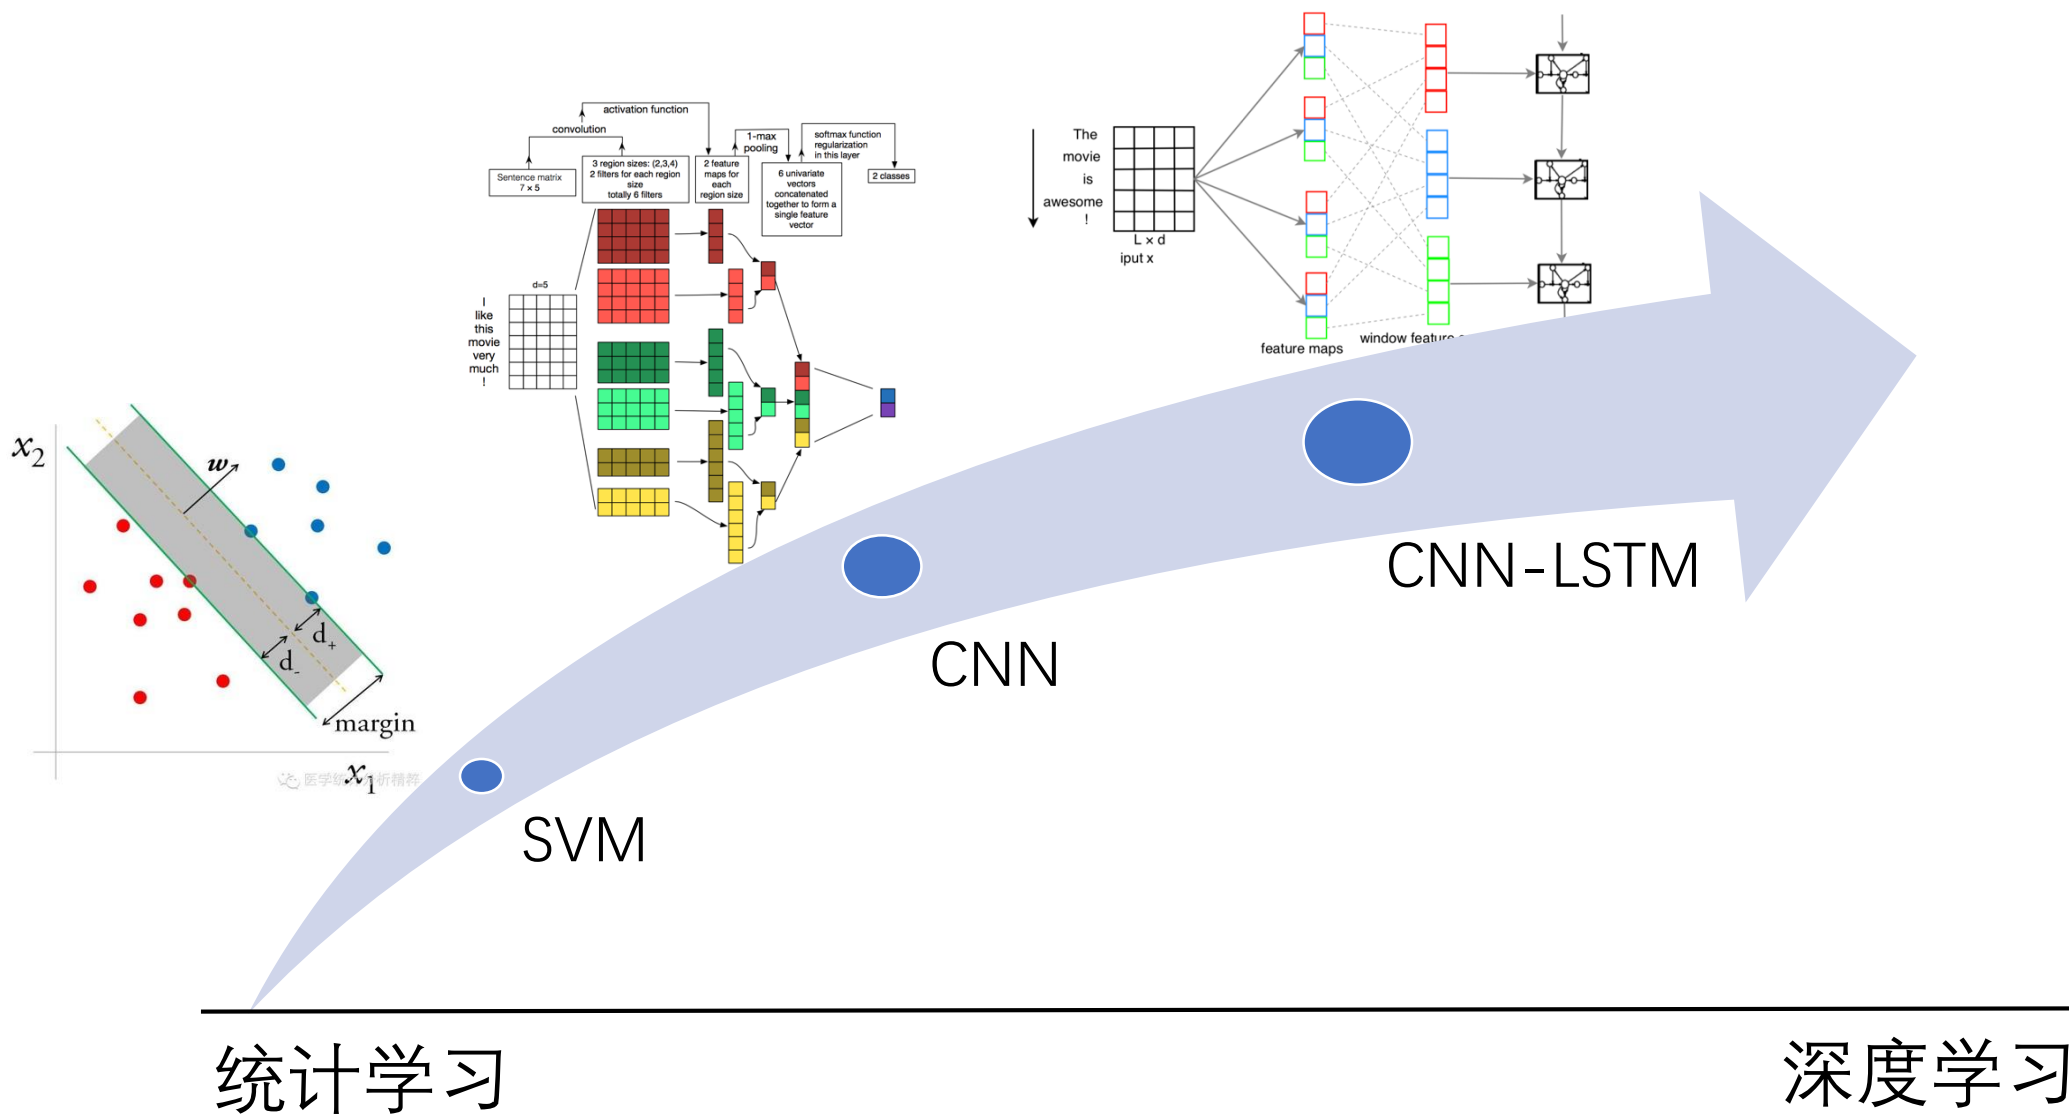 activation function
convolution
1-max
pooling
softmax function
regularization
in this layer
Sentence matrix
7 × 5
3 region sizes: (2,3,4)
2 filters for each region
size
totally 6 filters
2 feature
maps for
each
region size
6 univariate
vectors
concatenated
together to form a
single feature
vector
2 classes
d=5
I
like
this
movie
very
much
!
The
movie
is
awesome
!
L × d
iput x
feature maps
window feature
x2
w
d+
d-
margin
x1
SVM
CNN
CNN-LSTM
统计学习
深度学习